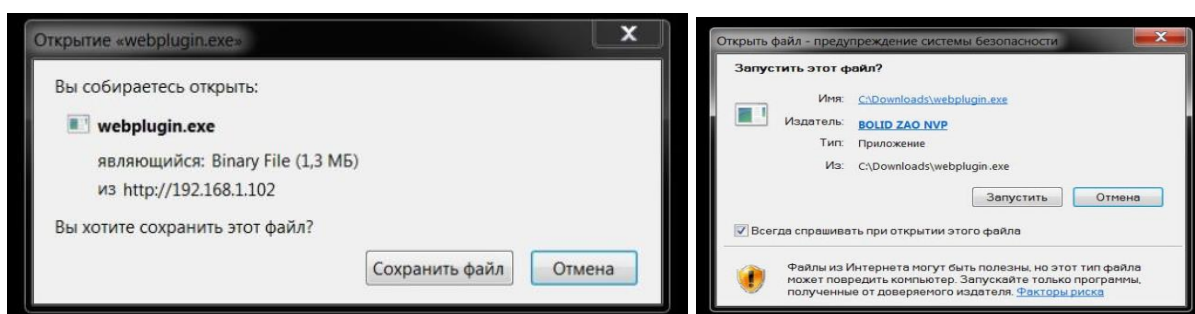 Открытие «webplugin.exe»
Вы собираетесь открыть:
webplugin.exe
являющийся: Binary File (1,3 МБ)
из http://192.168.1.102
Вы хотите сохранить этот файл?
Сохранить файл
Отмена
Открыть файл - предупреждение системы безопасности
Запустить этот файл?
Имя: C:\Downloads\webplugin.exe
Издатель: BOLID ZAO NVP
Тип: Приложение
Из: C:\Downloads\webplugin.exe
Запустить
Отмена
Всегда спрашивать при открытии этого файла
Файлы из Интернета могут быть полезны, но этот тип файла
может повредить компьютер. Запускайте только программы,
полученные от доверяемого издателя. Факторы риска